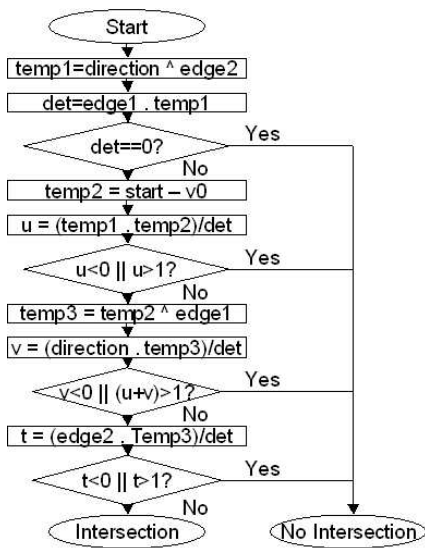 Start
temp1=direction ^ edge2
det=edge1 . temp1
det==0?
Yes
No
temp2 = start – v0
u = (temp1 . temp2)/det
u<0 || u>1?
Yes
No
temp3 = temp2 ^ edge1
v = (direction . temp3)/det
v<0 || (u+v)>1?
Yes
No
t = (edge2 . Temp3)/det
t<0 || t>1?
Yes
No
Intersection
No Intersection